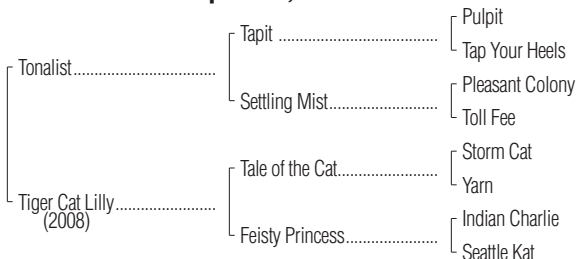 Pulpit
Tapit
Tap Your Heels
Tonalist
Pleasant Colony
Settling Mist
Toll Fee
Storm Cat
Tale of the Cat
Yarn
Tiger Cat Lilly
(2008)
Indian Charlie
Feisty Princess
Seattle Kat